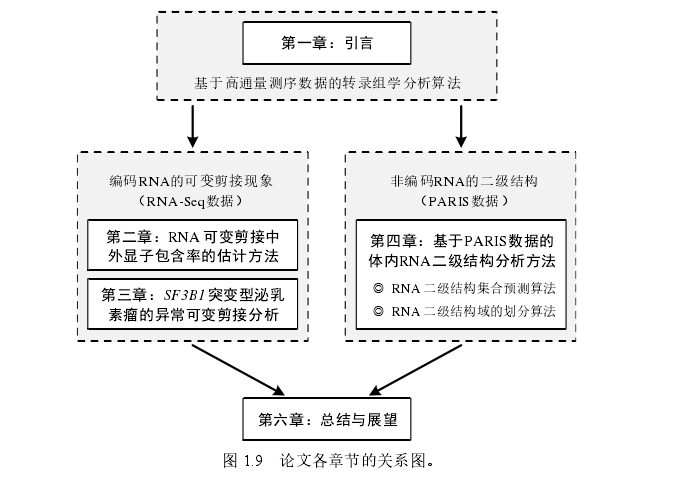 第一章：引言
基于高通量测序数据的转录组学分析算法
编码RNA的可变剪接现象
（RNA-Seq数据）
第二章：RNA 可变剪接中
外显子包含率的估计方法
第三章：SF3B1 突变型泌乳
素瘤的异常可变剪接分析
非编码RNA的二级结构
（PARIS数据）
第四章：基于PARIS数据的
体内RNA二级结构分析方法
◎ RNA 二级结构集合预测算法
◎ RNA 二级结构域的划分算法
第六章：总结与展望
图 1.9 论文各章节的关系图。